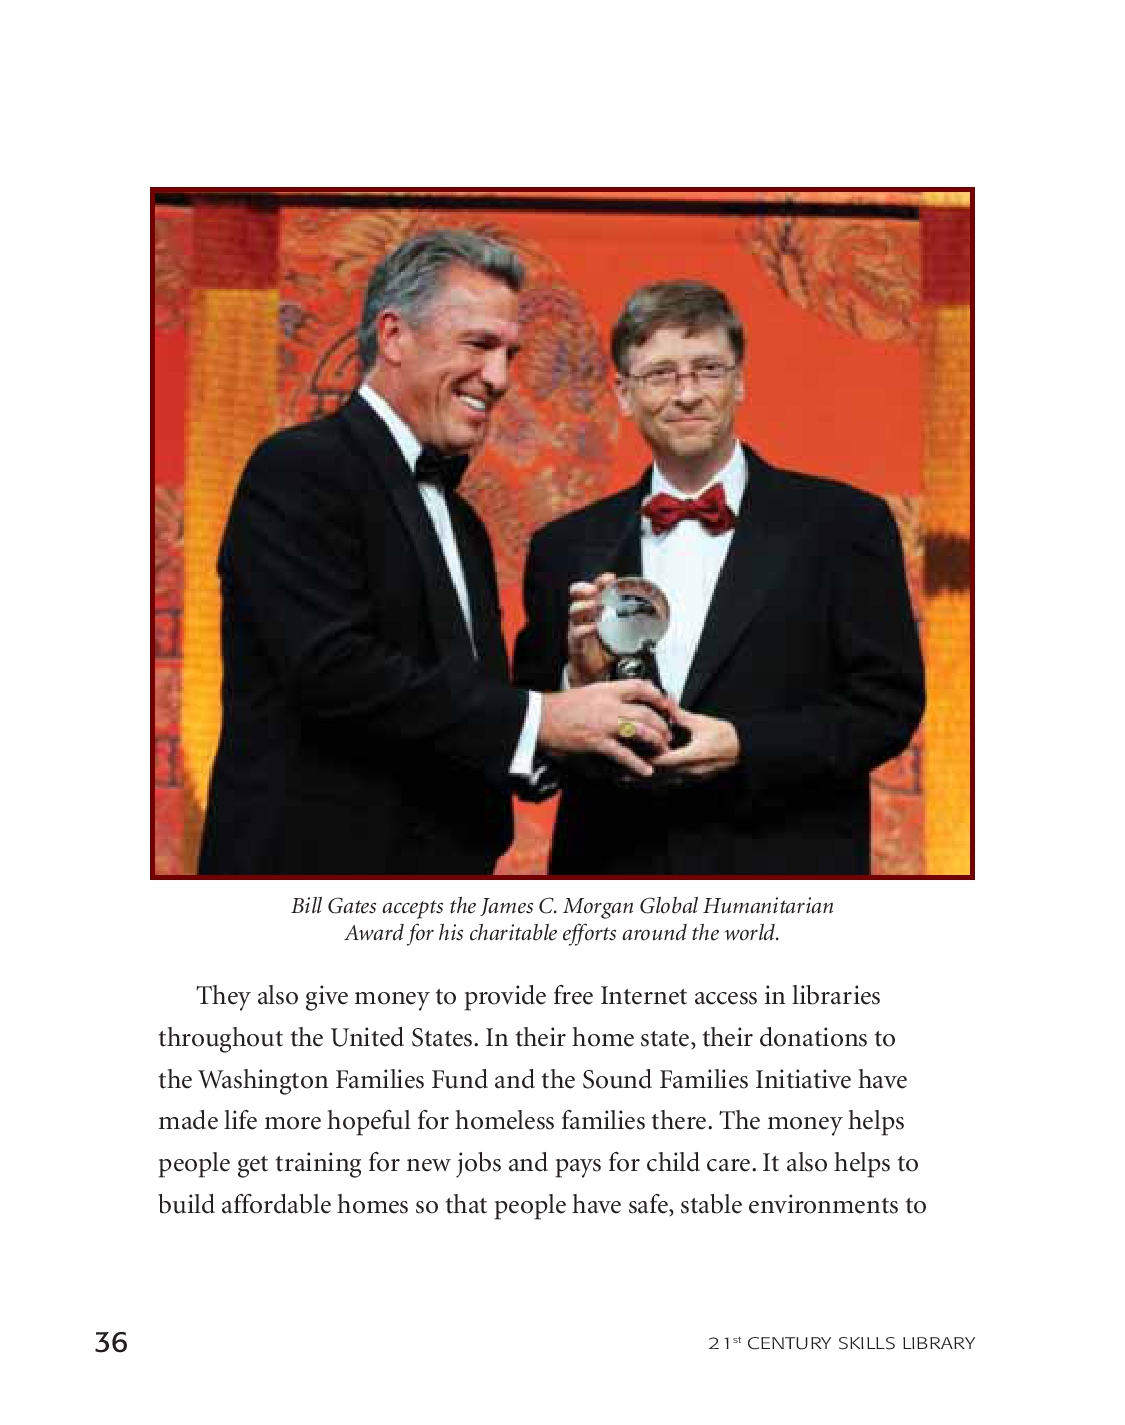 Bill Gates accepts the James C. Morgan Global Humanitarian
Award for his charitable efforts around the world.
They also give money to provide free Internet access in libraries
throughout the United States. In their home state, their donations to
the Washington Families Fund and the Sound Families Initiative have
made life more hopeful for homeless families there. The money helps
people get training for new jobs and pays for child care. It also helps to
build affordable homes so that people have safe, stable environments to
36
21st CENTURY SKILLS LIBRARY